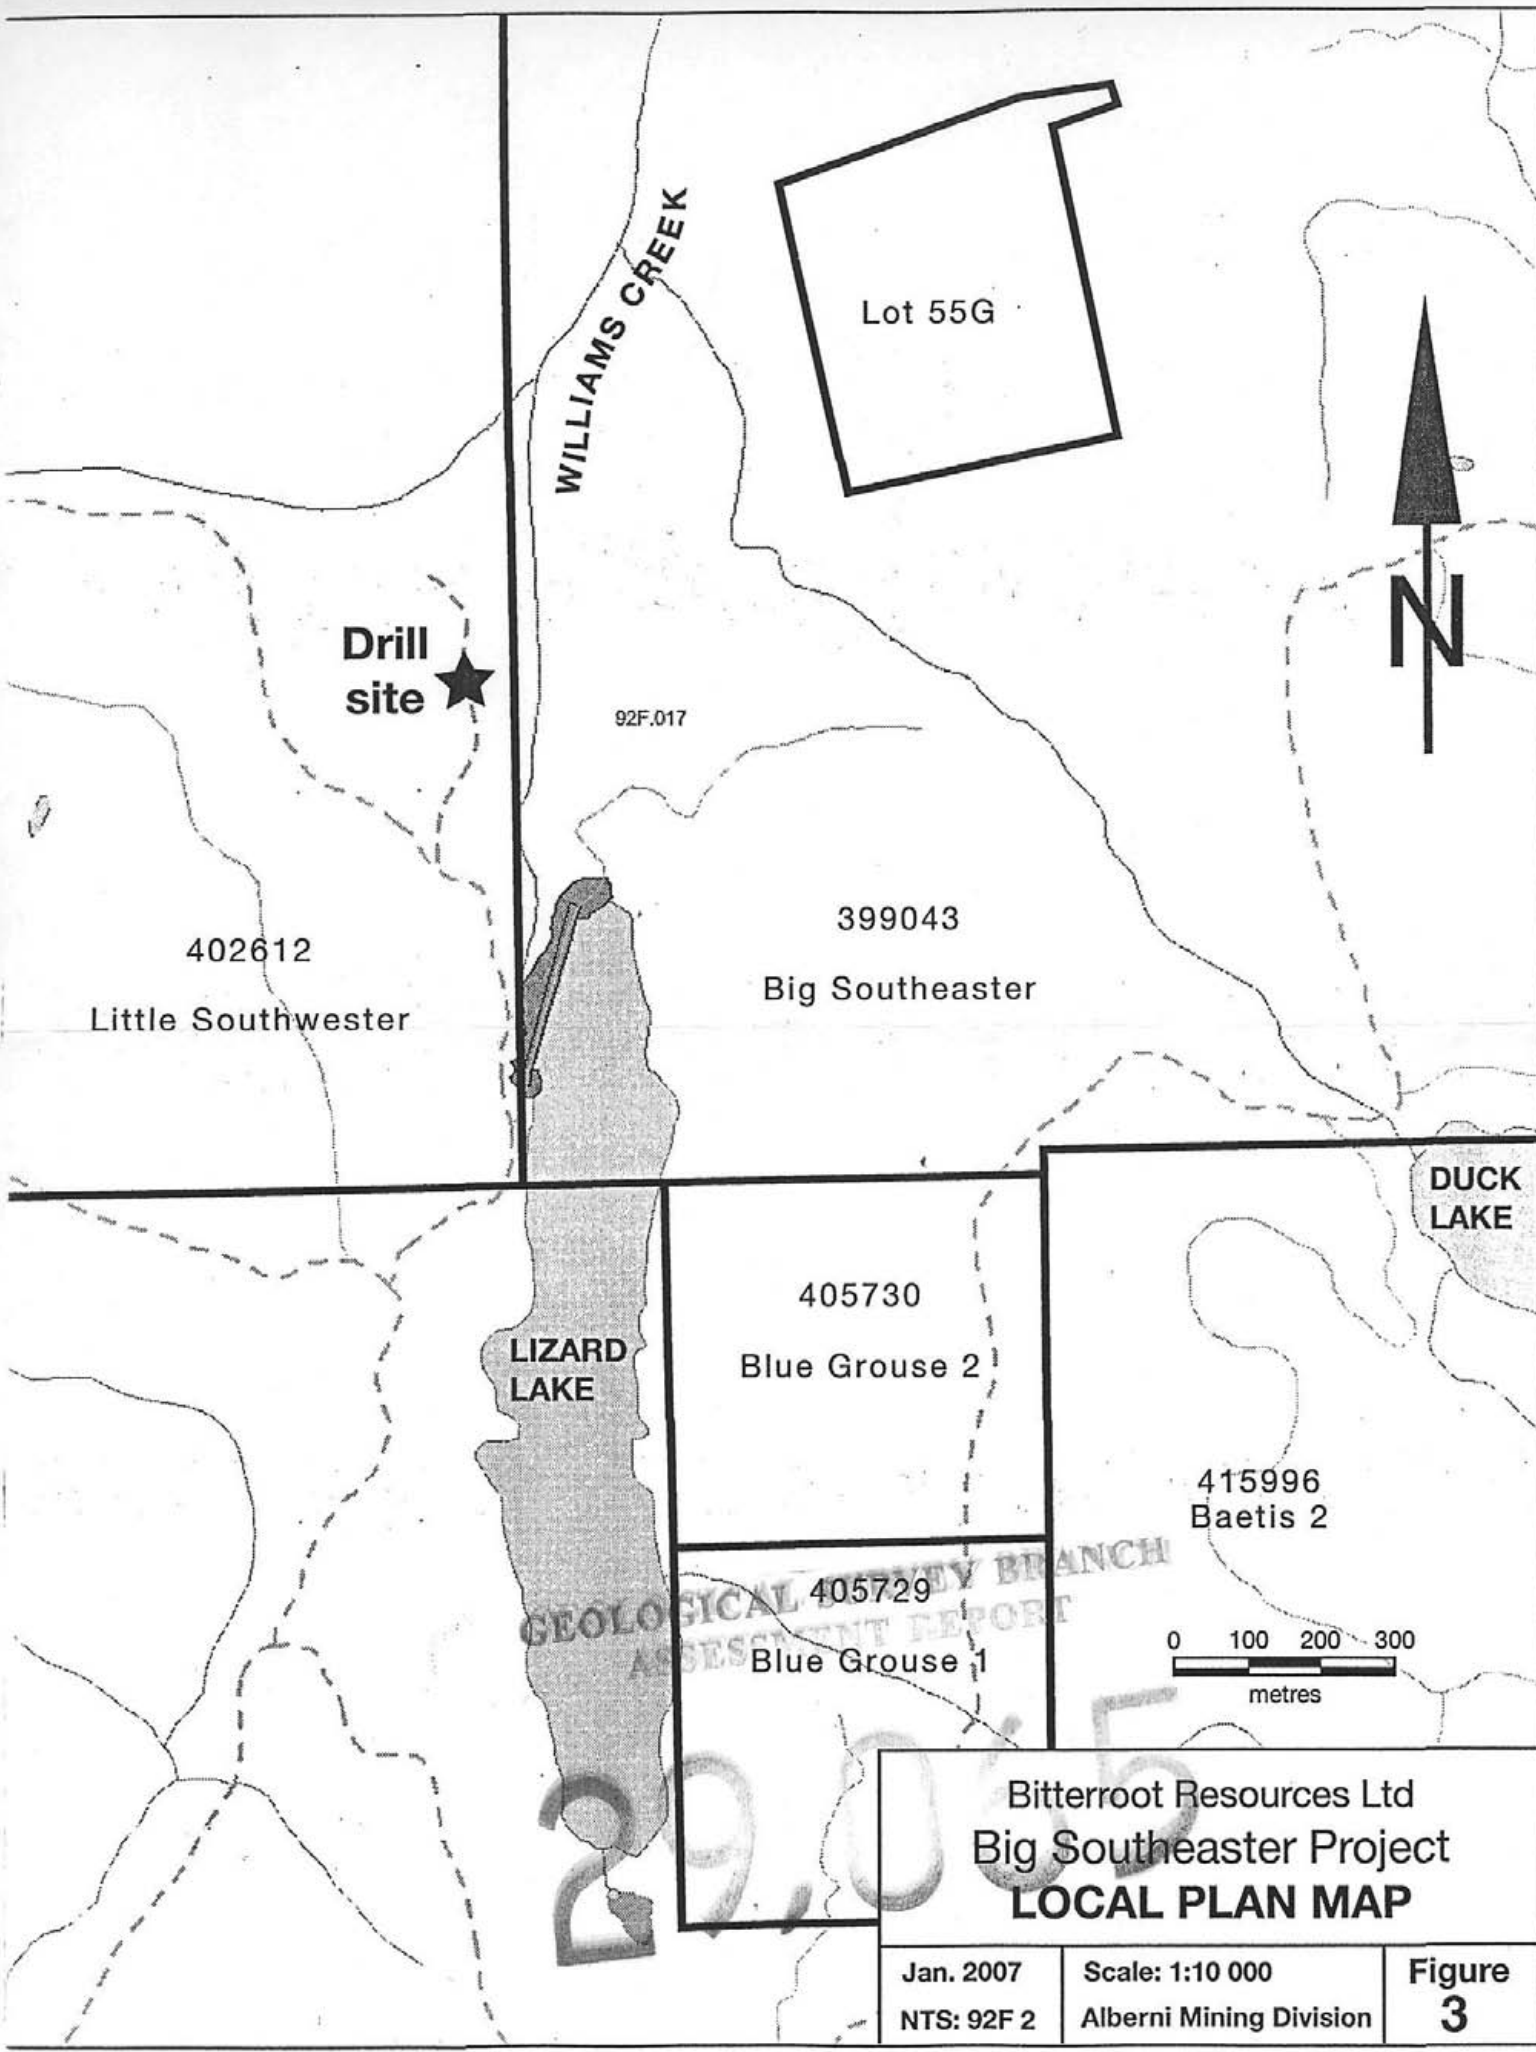 WILLIAMS CREEK
Lot 55G
N
Drill
site
92F.017
402612
Little Southwester
399043
Big Southeaster
DUCK
LAKE
405730
Blue Grouse 2
LIZARD
LAKE
415996
Baetis 2
GEOLOGICAL SURVEY BRANCH
ASSESSMENT REPORT
405729
Blue Grouse 1
0 100 200 300
metres
29,065
Bitterroot Resources Ltd
Big Southeaster Project
LOCAL PLAN MAP
Jan. 2007
NTS: 92F 2
Scale: 1:10 000
Alberni Mining Division
Figure
3